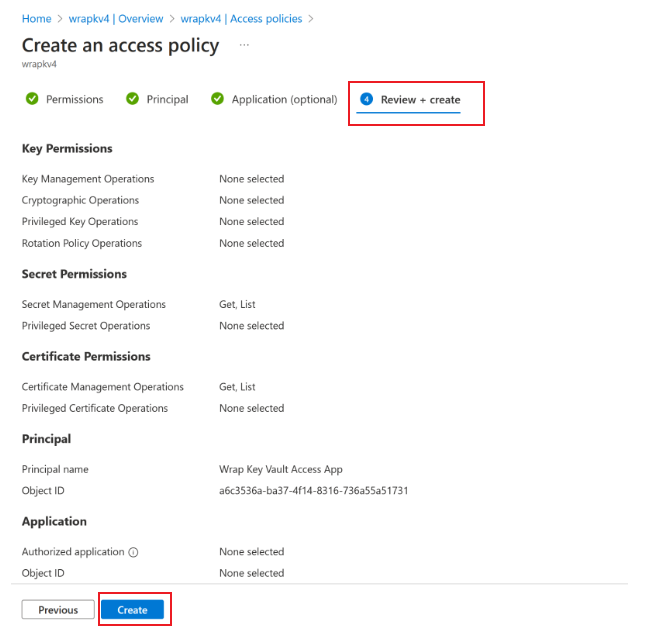 Home > wrapkv4 | Overview > wrapkv4 | Access policies >
Create an access policy ...
wrapkv4
Permissions Principal Application (optional) 4 Review + create
Key Permissions
Key Management Operations None selected
Cryptographic Operations None selected
Privileged Key Operations None selected
Rotation Policy Operations None selected
Secret Permissions
Secret Management Operations Get, List
Privileged Secret Operations None selected
Certificate Permissions
Certificate Management Operations Get, List
Privileged Certificate Operations None selected
Principal
Principal name Wrap Key Vault Access App
Object ID a6c3536a-ba37-4f14-8316-736a55a51731
Application
Authorized application None selected
Object ID None selected
Previous Create